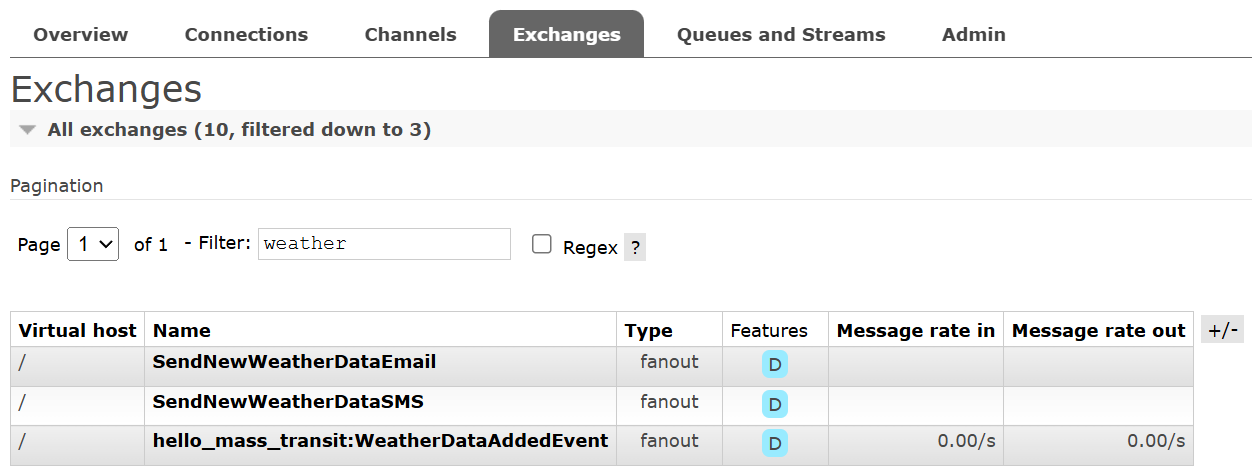 Overview Connections Channels Exchanges Queues and Streams Admin
Exchanges
All exchanges (10, filtered down to 3)
Pagination
Page 1 of 1 - Filter: weather Regex ?
Virtual host Name Type Features Message rate in Message rate out +/-
/ SendNewWeatherDataEmail fanout D
/ SendNewWeatherDataSMS fanout D
/ hello_mass_transit:WeatherDataAddedEvent fanout D 0.00/s 0.00/s